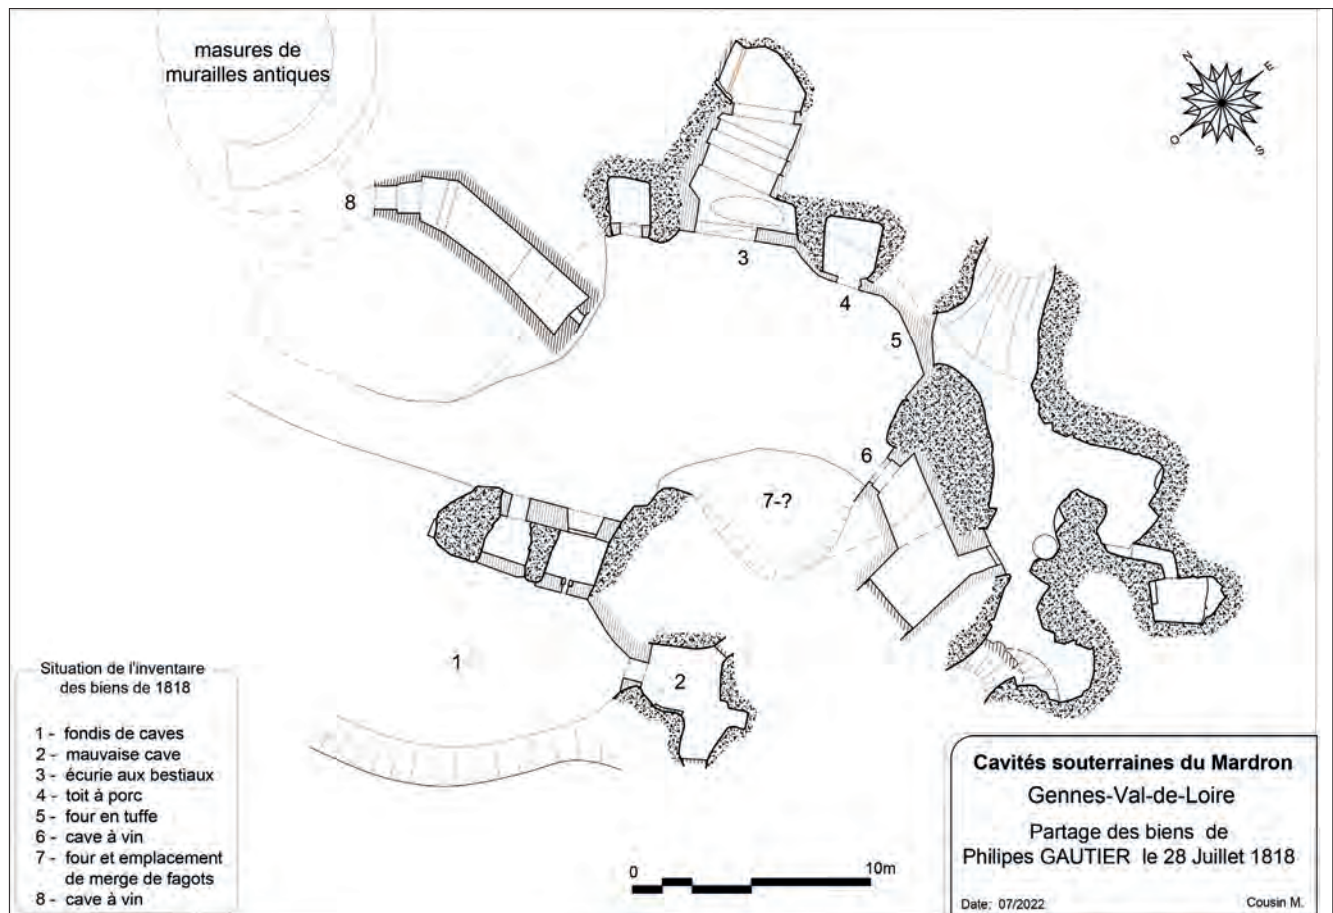 masures de
murailles antiques
N
E
O
S
8
3
4
5
6
7-?
1
2
Situation de l'inventaire
des biens de 1818
1 - fondis de caves
2 - mauvaise cave
3 - écurie aux bestiaux
4 - toit à porc
5 - four en tuffe
6 - cave à vin
7 - four et emplacement
de merge de fagots
8 - cave à vin
0
10m
Cavités souterraines du Mardron
Gennes-Val-de-Loire
Partage des biens de
Philipes GAUTIER le 28 Juillet 1818
Date: 07/2022
Cousin M.